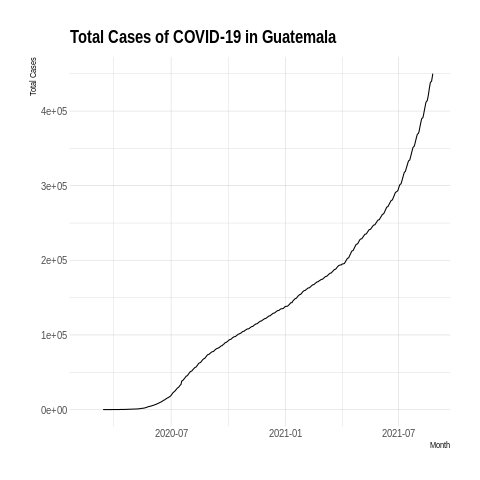 Total Cases of COVID-19 in Guatemala
Total Cases
4e+05
3e+05
2e+05
1e+05
0e+00
2020-07 2021-01 2021-07
Month